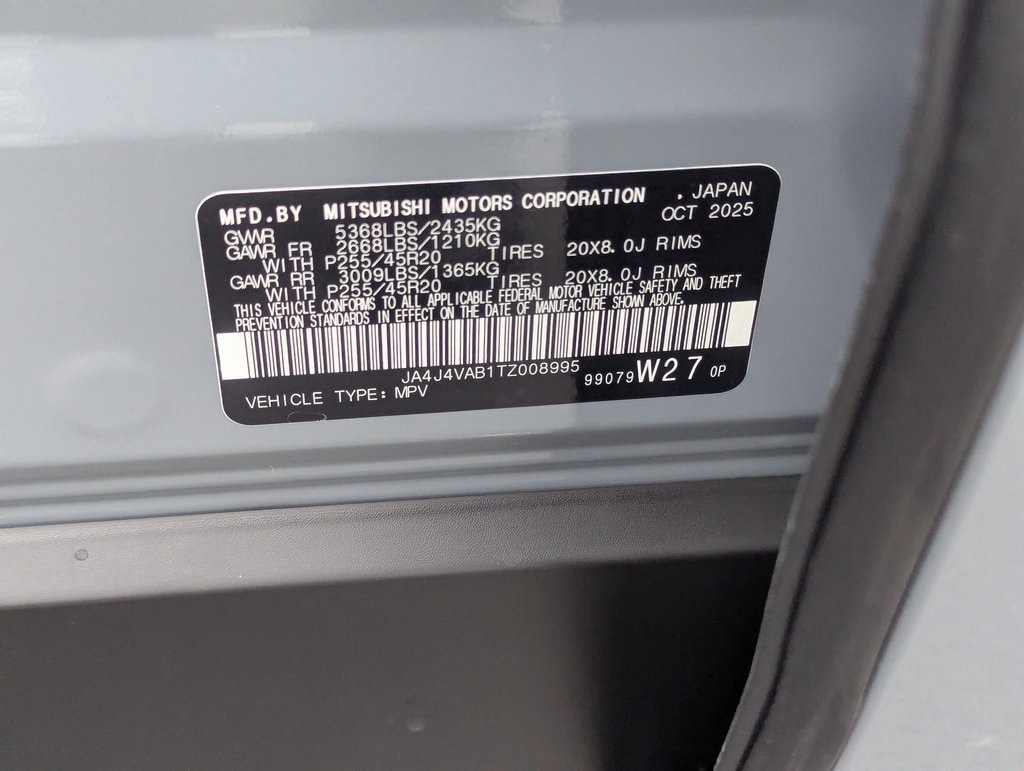 MFD.BY MITSUBISHI MOTORS CORPORATION . JAPAN
GVWR 5368LBS/2435KG OCT 2025
GAWR FR 2668LBS/1210KG
WITH P255/45R20 TIRES 20X8.0J RIMS
GAWR RR 3009LBS/1365KG
WITH P255/45R20 TIRES 20X8.0J RIMS
THIS VEHICLE CONFORMS TO ALL APPLICABLE FEDERAL MOTOR VEHICLE SAFETY AND THEFT
PREVENTION STANDARDS IN EFFECT ON THE DATE OF MANUFACTURE SHOWN ABOVE.
JA4J4VAB1TZ008995
VEHICLE TYPE: MPV 99079 W27 0P